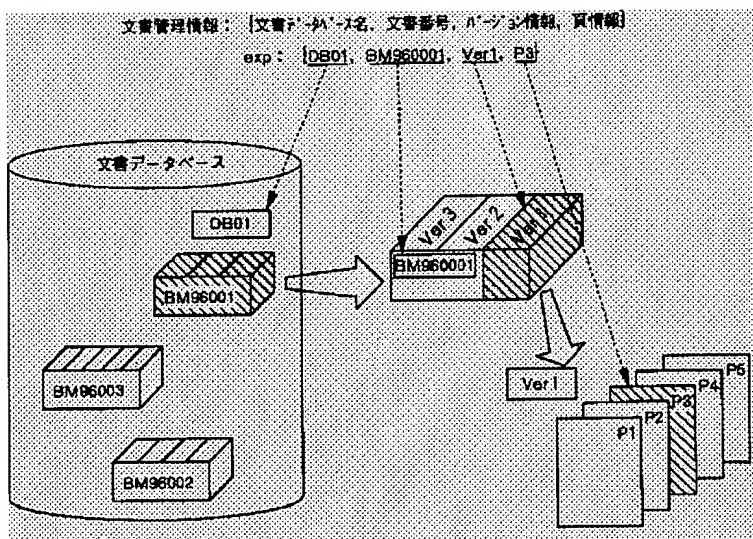 文書管理情報： {文書ﾃﾞｰﾀﾍﾞｰｽ名, 文書番号, ﾊﾞｰｼﾞｮﾝ情報, 頁情報}
exp： {DB01, BM960001, Ver1, P3}
文書データベース
DB01
BM96001
BM96003
BM96002
Ver 3
Ver 2
Ver 1
BM960001
Ver1
P1
P2
P3
P4
P5